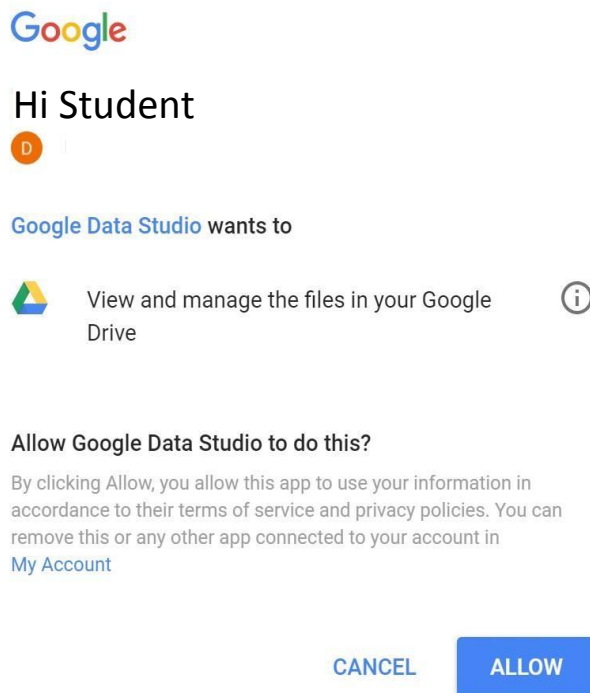 Google
Hi Student
D
Google Data Studio wants to
View and manage the files in your Google
Drive
i
Allow Google Data Studio to do this?
By clicking Allow, you allow this app to use your information in
accordance to their terms of service and privacy policies. You can
remove this or any other app connected to your account in
My Account
CANCEL ALLOW